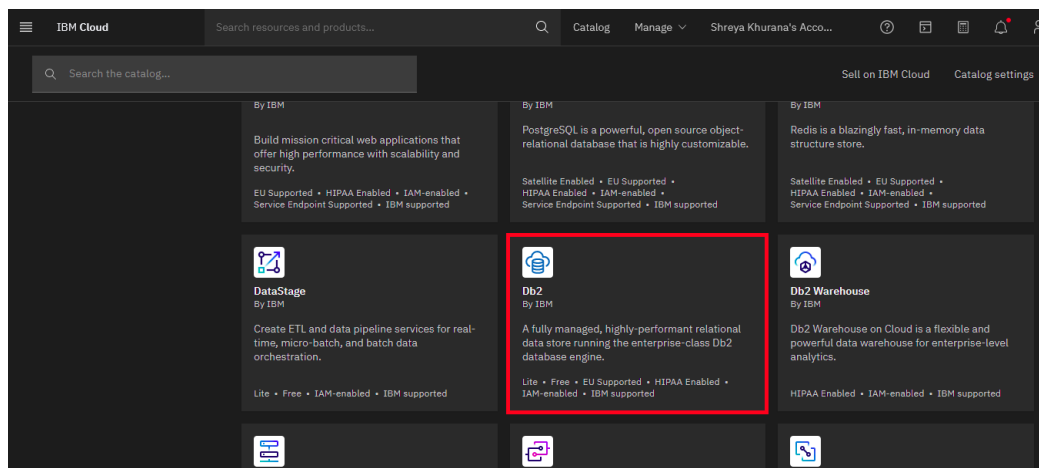 IBM Cloud
Search resources and products...
Catalog
Manage
Shreya Khurana's Acco...
Search the catalog...
Sell on IBM Cloud
Catalog settings
By IBM
Build mission critical web applications that
offer high performance with scalability and
security.
EU Supported • HIPAA Enabled • IAM-enabled •
Service Endpoint Supported • IBM supported
By IBM
PostgreSQL is a powerful, open source object-
relational database that is highly customizable.
Satellite Enabled • EU Supported •
HIPAA Enabled • IAM-enabled •
Service Endpoint Supported • IBM supported
By IBM
Redis is a blazingly fast, in-memory data
structure store.
Satellite Enabled • EU Supported •
HIPAA Enabled • IAM-enabled •
Service Endpoint Supported • IBM supported
DataStage
By IBM
Create ETL and data pipeline services for real-
time, micro-batch, and batch data
orchestration.
Lite • Free • IAM-enabled • IBM supported
Db2
By IBM
A fully managed, highly-performant relational
data store running the enterprise-class Db2
database engine.
Lite • Free • EU Supported • HIPAA Enabled •
IAM-enabled • IBM supported
Db2 Warehouse
By IBM
Db2 Warehouse on Cloud is a flexible and
powerful data warehouse for enterprise-level
analytics.
HIPAA Enabled • IAM-enabled • IBM supported